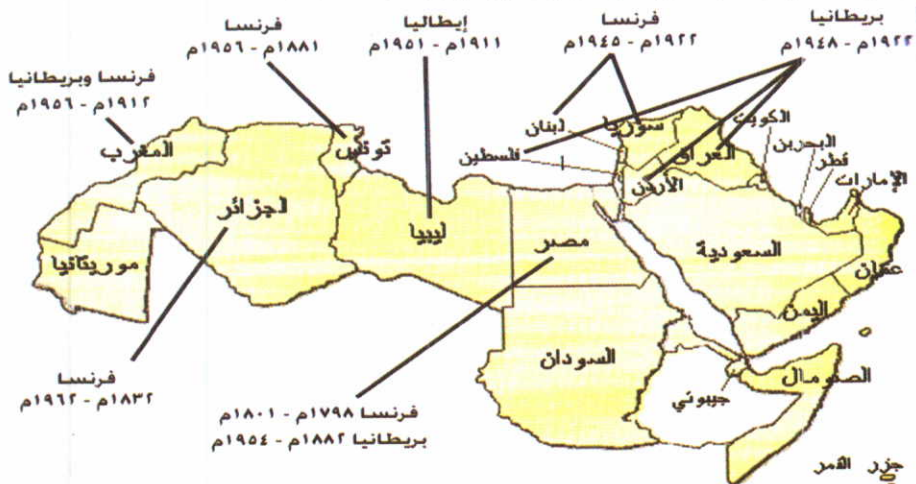 بريطانيا
١٩٢٢م - ١٩٤٨م
فرنسا
١٩٢٢م - ١٩٤٥م
إيطاليا
١٩١١م - ١٩٥١م
فرنسا
١٨٨١م - ١٩٥٦م
فرنسا وبريطانيا
١٩١٢م - ١٩٥٦م
المغرب
تونس
الجزائر
ليبيا
مصر
موريتانيا
السودان
لبنان
سوريا
فلسطين
العراق
الأردن
الكويت
البحرين
قطر
الإمارات
السعودية
عمان
اليمن
الصومال
جيبوتي
جزر القمر
فرنسا
١٨٣٢م - ١٩٦٢م
فرنسا ١٧٩٨م - ١٨٠١م
بريطانيا ١٨٨٢م - ١٩٥٤م